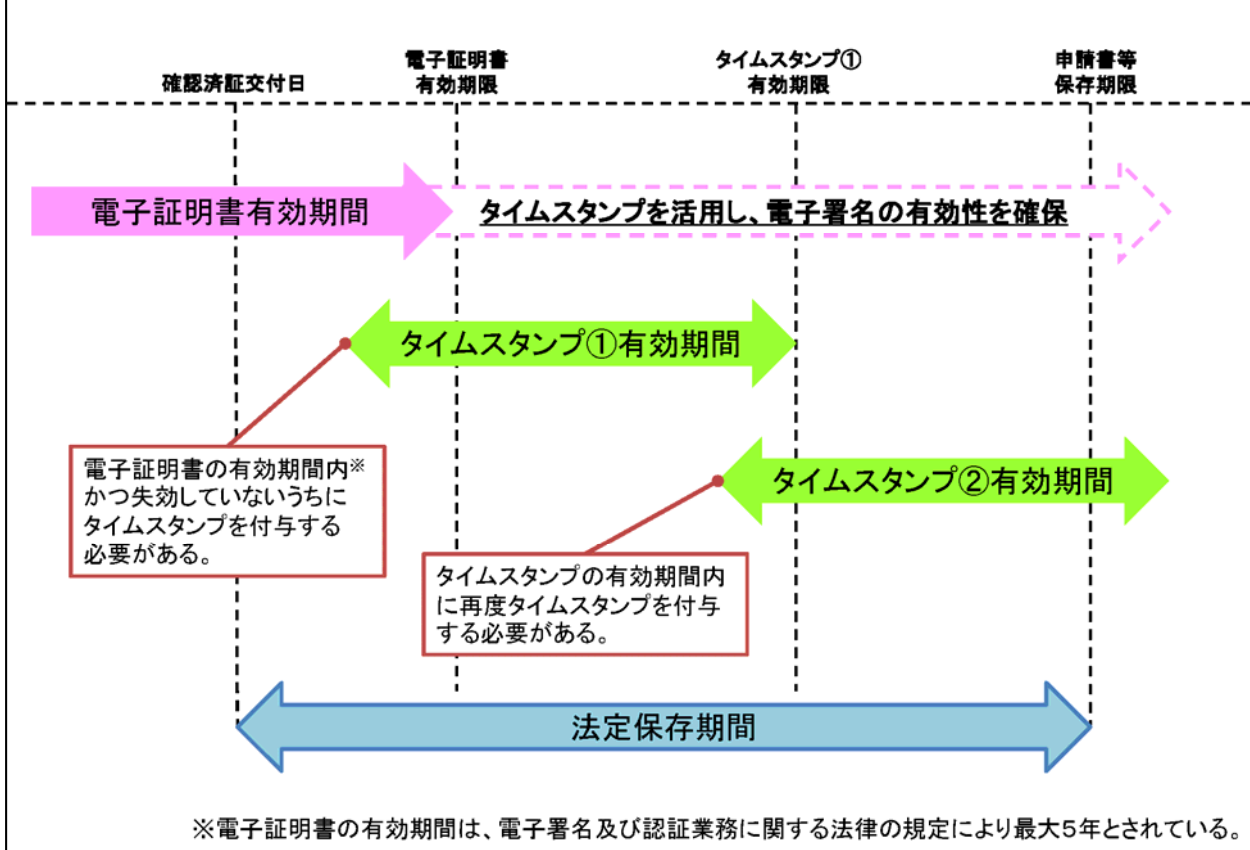 確認済証交付日
電子証明書
有効期限
タイムスタンプ①
有効期限
申請書等
保存期限
電子証明書有効期間
タイムスタンプを活用し、電子署名の有効性を確保
タイムスタンプ①有効期間
電子証明書の有効期間内※
かつ失効していないうちに
タイムスタンプを付与する
必要がある。
タイムスタンプ②有効期間
タイムスタンプの有効期間内
に再度タイムスタンプを付与
する必要がある。
法定保存期間
※電子証明書の有効期間は、電子署名及び認証業務に関する法律の規定により最大5年とされている。